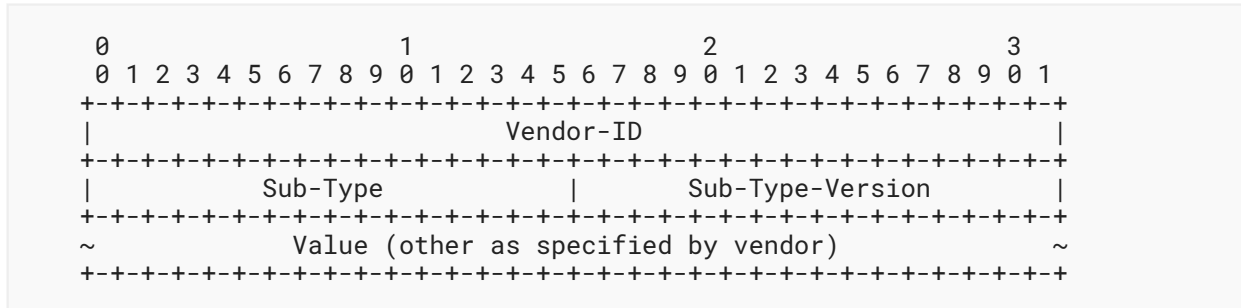 0                   1                   2                   3
 0 1 2 3 4 5 6 7 8 9 0 1 2 3 4 5 6 7 8 9 0 1 2 3 4 5 6 7 8 9 0 1
+-+-+-+-+-+-+-+-+-+-+-+-+-+-+-+-+-+-+-+-+-+-+-+-+-+-+-+-+-+-+-+-+
|                           Vendor-ID                           |
+-+-+-+-+-+-+-+-+-+-+-+-+-+-+-+-+-+-+-+-+-+-+-+-+-+-+-+-+-+-+-+-+
|           Sub-Type            |       Sub-Type-Version        |
+-+-+-+-+-+-+-+-+-+-+-+-+-+-+-+-+-+-+-+-+-+-+-+-+-+-+-+-+-+-+-+-+
~             Value (other as specified by vendor)              ~
+-+-+-+-+-+-+-+-+-+-+-+-+-+-+-+-+-+-+-+-+-+-+-+-+-+-+-+-+-+-+-+-+